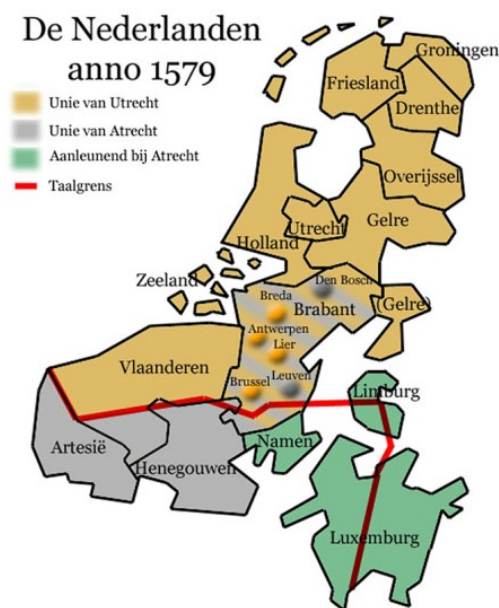 De Nederlanden
anno 1579
Unie van Utrecht
Unie van Atrecht
Aanleunend bij Atrecht
Taalgrens
Groningen
Friesland
Drenthe
Overijssel
Utrecht
Gelre
Holland
Zeeland
Den Bosch
Breda
Brabant
(Gelre)
Antwerpen
Lier
Vlaanderen
Brussel
Leuven
Limburg
Artesië
Namen
Henegouwen
Luxemburg